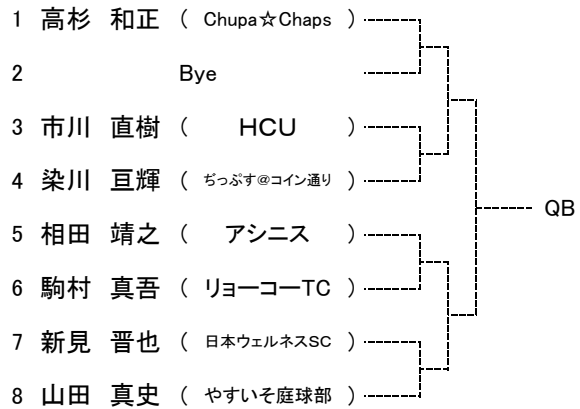 1 高杉 和正 ( Chupa☆Chaps )
2 Bye
3 市川 直樹 ( HCU )
4 染川 亘輝 ( ぢっぷす@コイン通り )
5 相田 靖之 ( アシニス )
6 駒村 真吾 ( リョーコーTC )
7 新見 晋也 ( 日本ウェルネスSC )
8 山田 真史 ( やすいそ庭球部 )
QB